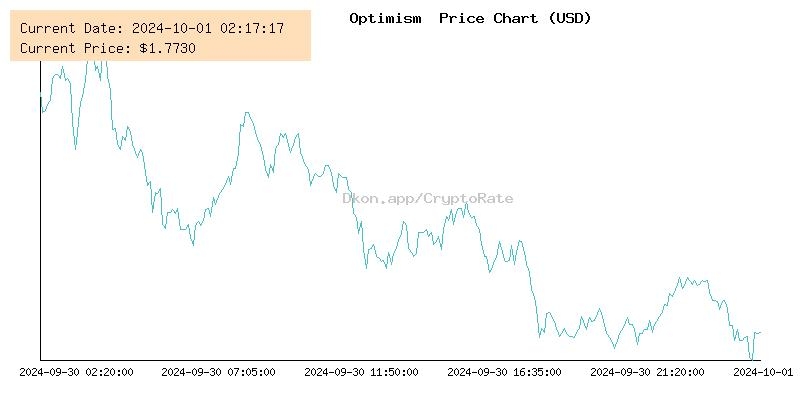 Optimism  Price Chart (USD)
Current Date: 2024-10-01 02:17:17
Current Price: $1.7730
Dkon.app/CryptoRate
2024-09-30 02:20:00 2024-09-30 07:05:00 2024-09-30 11:50:00 2024-09-30 16:35:00 2024-09-30 21:20:00 2024-10-01